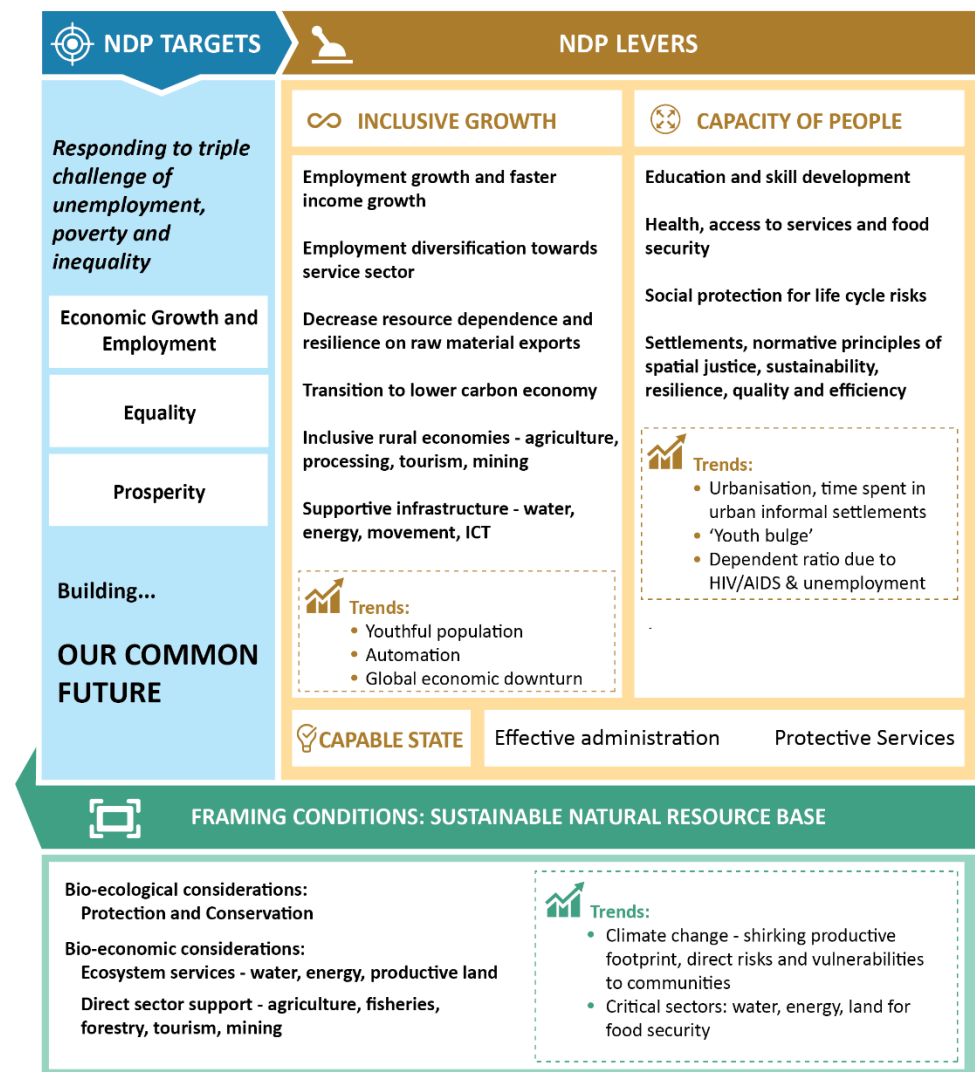 NDP TARGETS
NDP LEVERS
Responding to triple
challenge of
unemployment,
poverty and
inequality
Economic Growth and
Employment
Equality
Prosperity
Building...
OUR COMMON
FUTURE
INCLUSIVE GROWTH
Employment growth and faster
income growth
Employment diversification towards
service sector
Decrease resource dependence and
resilience on raw material exports
Transition to lower carbon economy
Inclusive rural economies - agriculture,
processing, tourism, mining
Supportive infrastructure - water,
energy, movement, ICT
Trends:
• Youthful population
• Automation
• Global economic downturn
CAPACITY OF PEOPLE
Education and skill development
Health, access to services and food
security
Social protection for life cycle risks
Settlements, normative principles of
spatial justice, sustainability,
resilience, quality and efficiency
Trends:
• Urbanisation, time spent in
urban informal settlements
• ‘Youth bulge’
• Dependent ratio due to
HIV/AIDS & unemployment
.
CAPABLE STATE
Effective administration
Protective Services
FRAMING CONDITIONS: SUSTAINABLE NATURAL RESOURCE BASE
Bio-ecological considerations:
Protection and Conservation
Bio-economic considerations:
Ecosystem services - water, energy, productive land
Direct sector support - agriculture, fisheries,
forestry, tourism, mining
Trends:
• Climate change - shirking productive
footprint, direct risks and vulnerabilities
to communities
• Critical sectors: water, energy, land for
food security